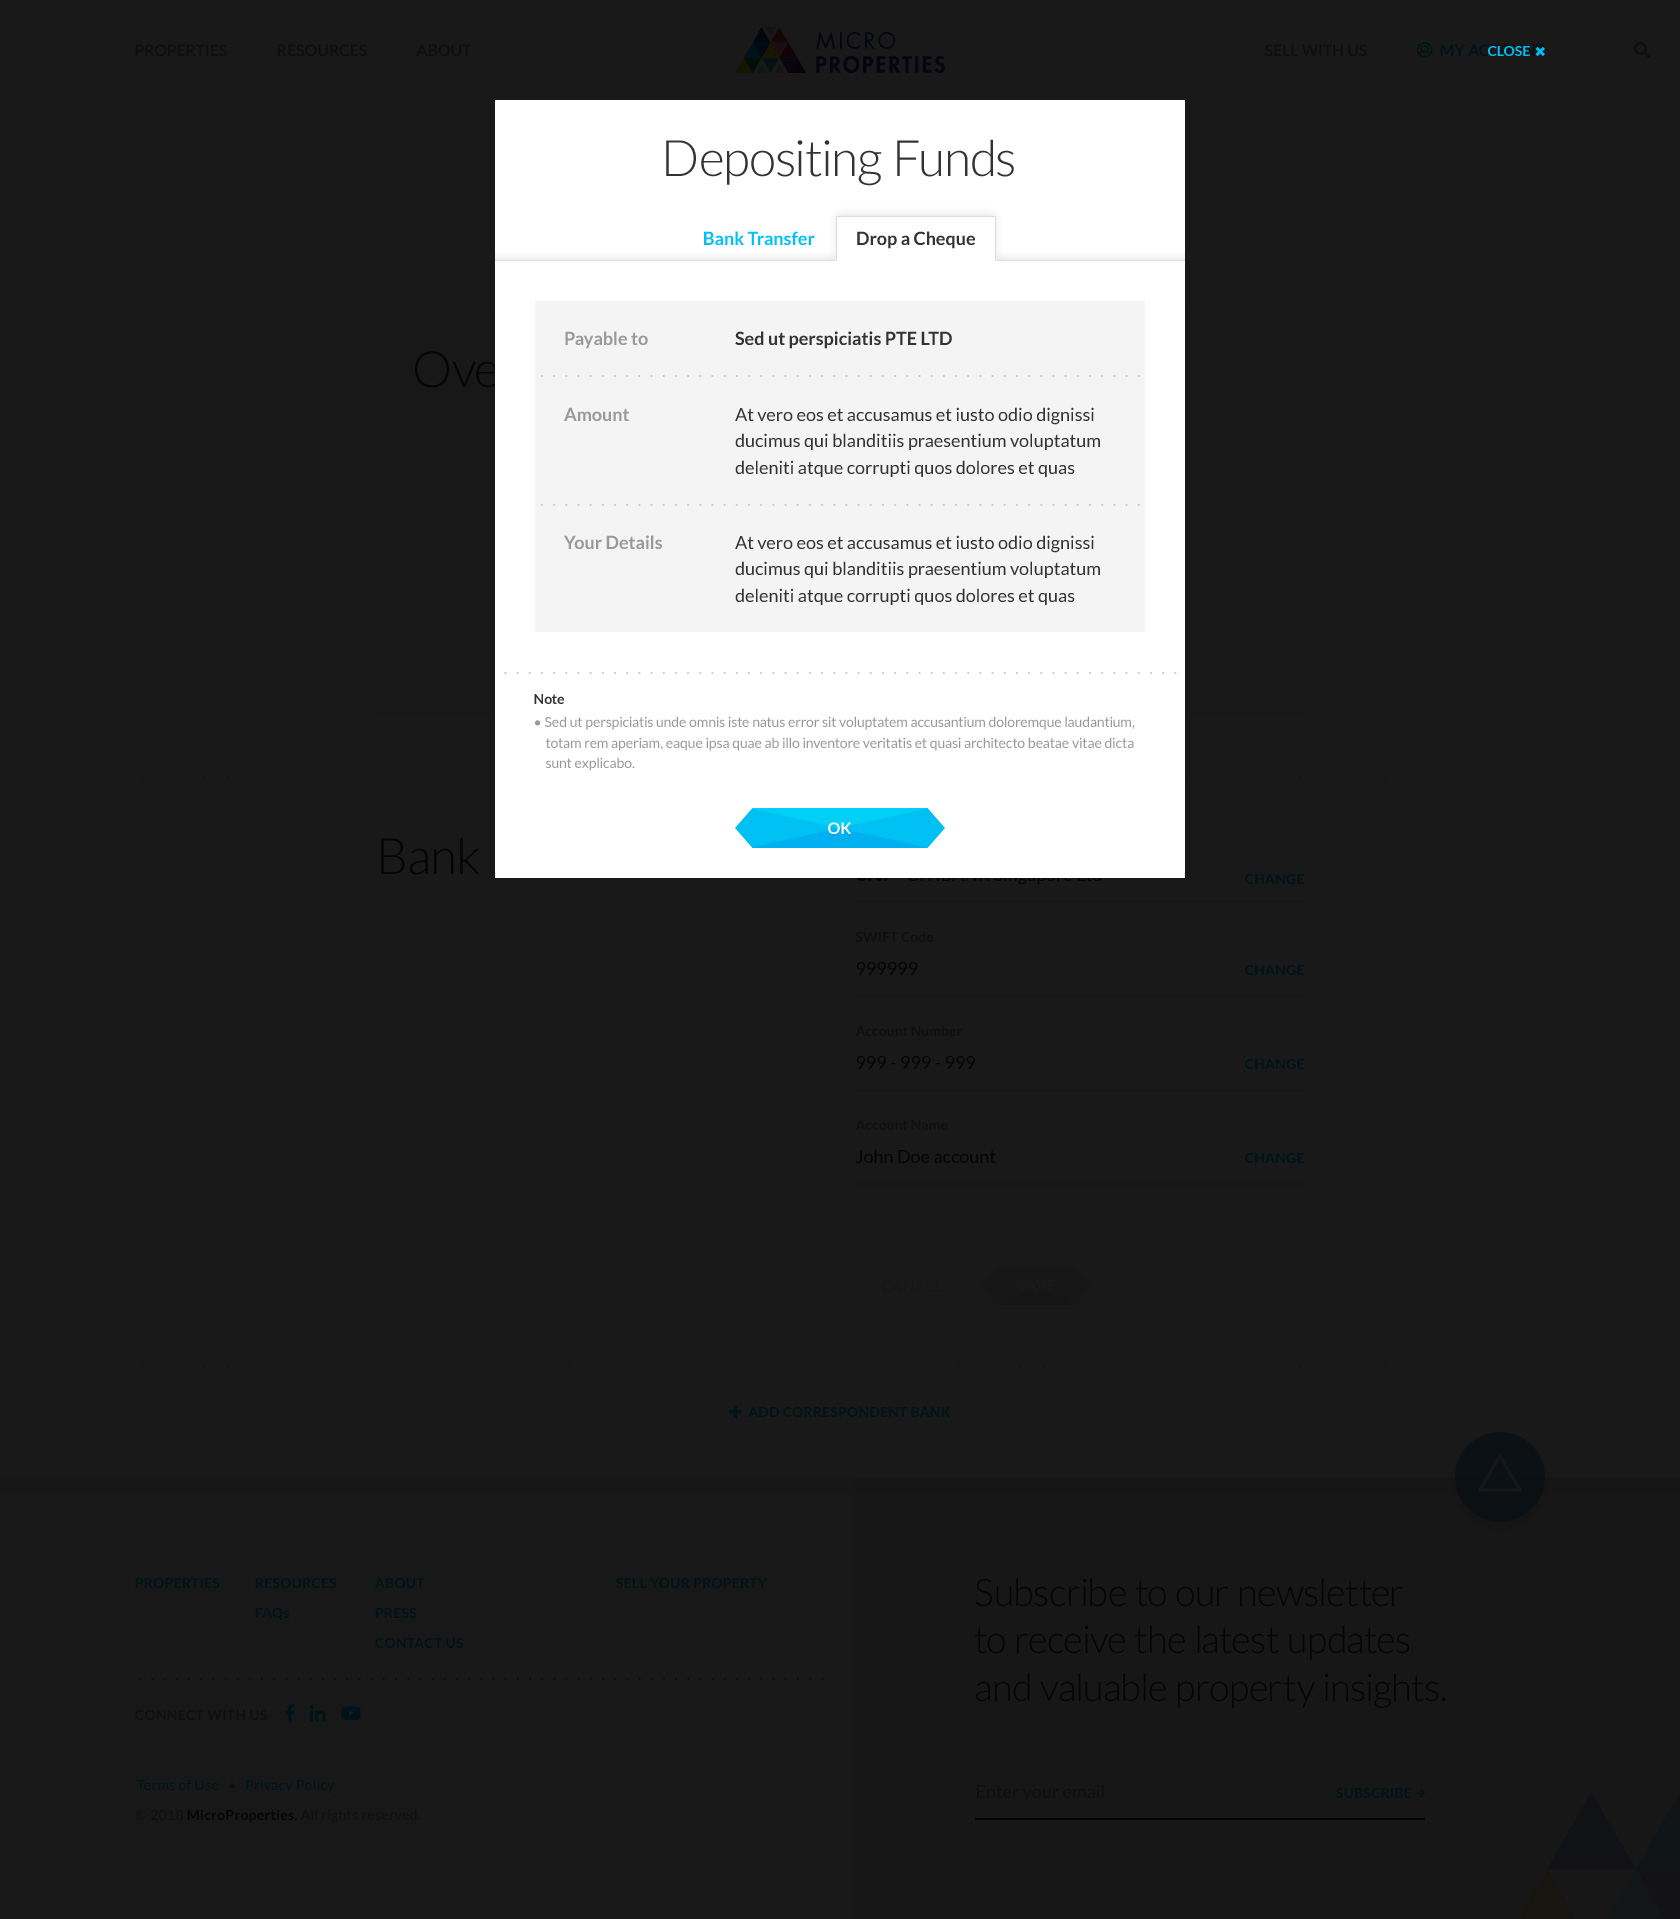 PROPERTIES RESOURCES ABOUT
MICRO
PROPERTIES
SELL WITH US MY AC CLOSE ✖
Depositing Funds
Bank Transfer Drop a Cheque
Payable to Sed ut perspiciatis PTE LTD
Amount At vero eos et accusamus et iusto odio dignissi
ducimus qui blanditiis praesentium voluptatum
deleniti atque corrupti quos dolores et quas
Your Details At vero eos et accusamus et iusto odio dignissi
ducimus qui blanditiis praesentium voluptatum
deleniti atque corrupti quos dolores et quas
Note
• Sed ut perspiciatis unde omnis iste natus error sit voluptatem accusantium doloremque laudantium,
totam rem aperiam, eaque ipsa quae ab illo inventore veritatis et quasi architecto beatae vitae dicta
sunt explicabo.
OK
Ove
Bank
Singapore Ltd CHANGE
SWIFT Code
999999 CHANGE
Account Number
999 - 999 - 999 CHANGE
Account Name
John Doe account CHANGE
CANCEL
ADD CORRESPONDENT BANK
PROPERTIES RESOURCES ABOUT SELL YOUR PROPERTY
FAQs PRESS
CONTACT US
CONNECT WITH US
Terms of Use • Privacy Policy
© 2018 MicroProperties. All rights reserved.
Subscribe to our newsletter
to receive the latest updates
and valuable property insights.
Enter your email SUBSCRIBE →